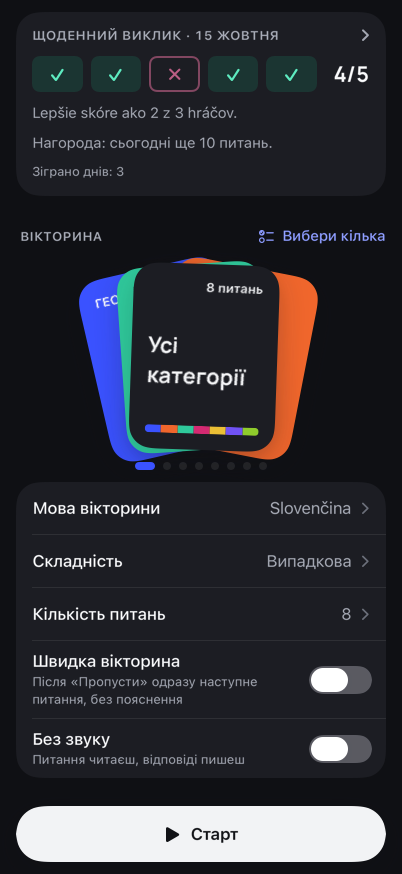 ЩОДЕННИЙ ВИКЛИК · 15 ЖОВТНЯ
4/5
Lepšie skóre ako 2 z 3 hráčov.
Нагорода: сьогодні ще 10 питань.
Зіграно днів: 3
ВІКТОРИНА
Вибери кілька
8 питань
Усі
категорії
Мова вікторини
Slovenčina
Складність
Випадкова
Кількість питань
8
Швидка вікторина
Після «Пропусти» одразу наступне
питання, без пояснення
Без звуку
Питання читаєш, відповіді пишеш
Старт